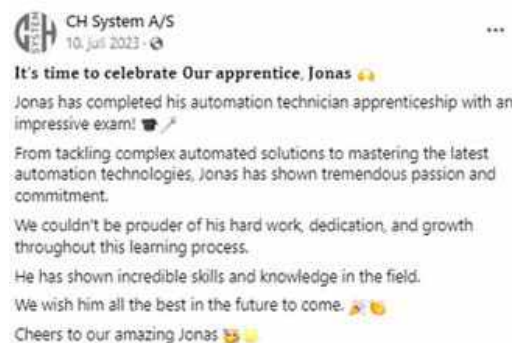 CH SYSTEM
CH System A/S
10. juli 2023 ·
It's time to celebrate Our apprentice, Jonas 🙌
Jonas has completed his automation technician apprenticeship with an
impressive exam! 🎓🪄
From tackling complex automated solutions to mastering the latest
automation technologies, Jonas has shown tremendous passion and
commitment.
We couldn't be prouder of his hard work, dedication, and growth
throughout this learning process.
He has shown incredible skills and knowledge in the field.
We wish him all the best in the future to come. 🎉👏
Cheers to our amazing Jonas 🥰🌟